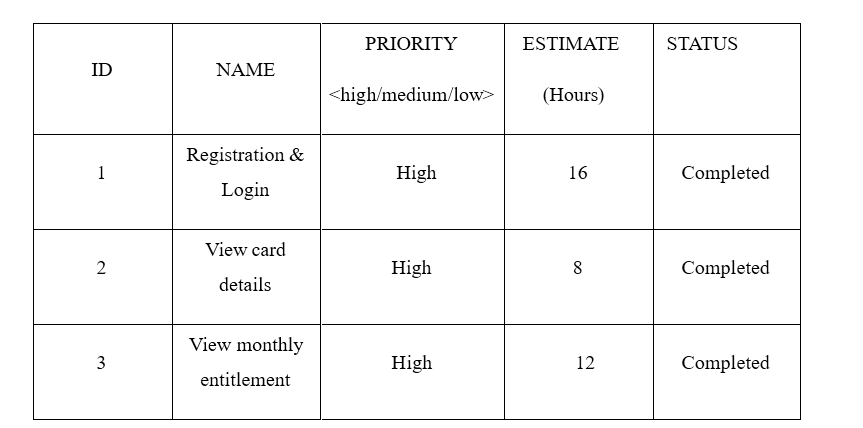 ID NAME PRIORITY <high/medium/low> ESTIMATE (Hours) STATUS
1 Registration & Login High 16 Completed
2 View card details High 8 Completed
3 View monthly entitlement High 12 Completed